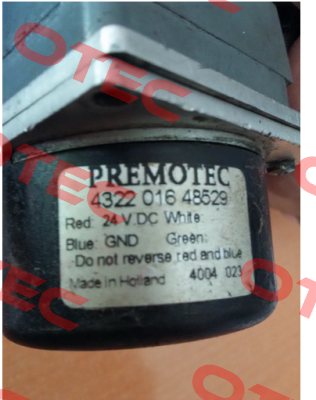 OTEC
PREMOTEC
4322 016 48529
Red: 24 V.DC White:
Blue: GND Green:
Do not reverse red and blue
Made in Holland 4004 023
OTEC